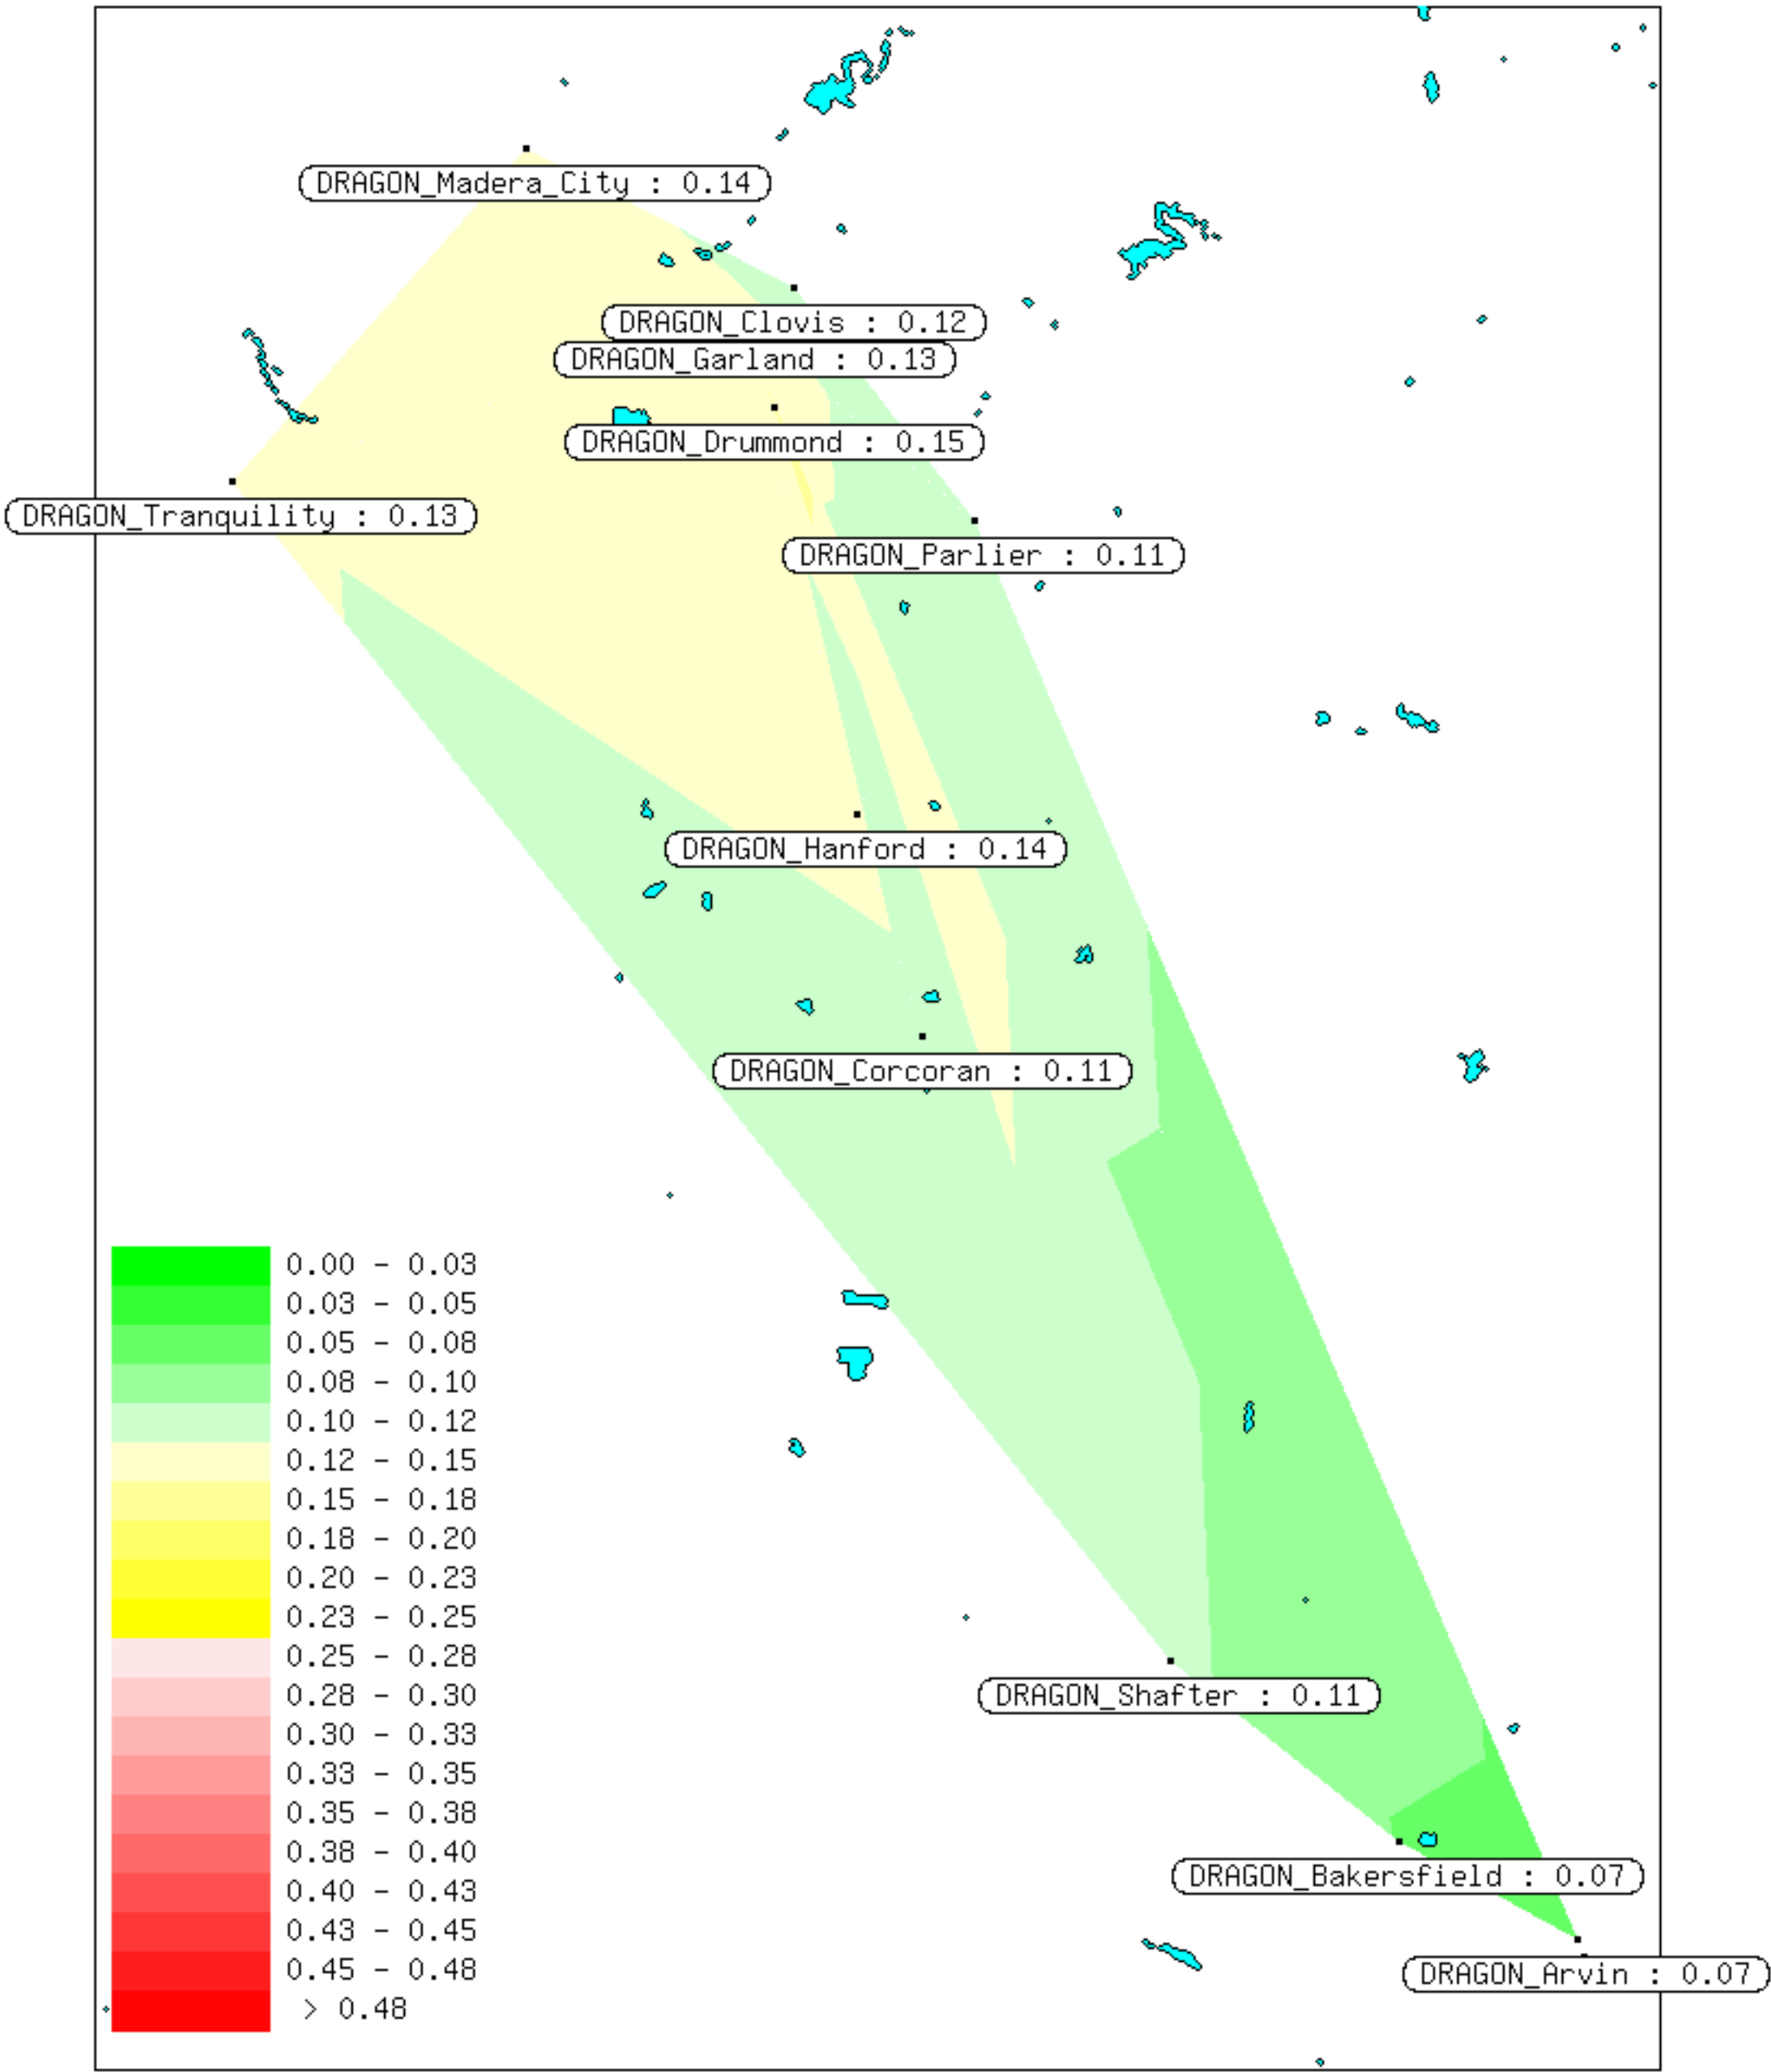 DRAGON_Madera_City : 0.14
DRAGON_Clovis : 0.12
DRAGON_Garland : 0.13
DRAGON_Drummond : 0.15
DRAGON_Tranquility : 0.13
DRAGON_Parlier : 0.11
DRAGON_Hanford : 0.14
DRAGON_Corcoran : 0.11
0.00 - 0.03
0.03 - 0.05
0.05 - 0.08
0.08 - 0.10
0.10 - 0.12
0.12 - 0.15
0.15 - 0.18
0.18 - 0.20
0.20 - 0.23
0.23 - 0.25
0.25 - 0.28
0.28 - 0.30
0.30 - 0.33
0.33 - 0.35
0.35 - 0.38
0.38 - 0.40
0.40 - 0.43
0.43 - 0.45
0.45 - 0.48
> 0.48
DRAGON_Shafter : 0.11
DRAGON_Bakersfield : 0.07
DRAGON_Arvin : 0.07